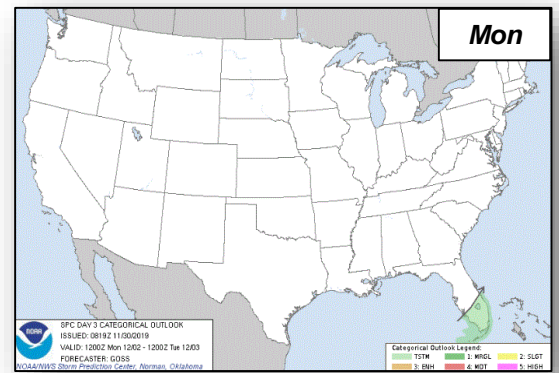 Mon
NOAA
SPC DAY 3 CATEGORICAL OUTLOOK
ISSUED: 0819Z 11/30/2019
VALID: 1200Z Mon 12/02 - 1200Z Tue 12/03
FORECASTER: GOSS
NOAA/NWS Storm Prediction Center, Norman, Oklahoma
Categorical Outlook Legend:
TSTM 1: MRGL 2: SLGT
3: ENH 4: MDT 5: HIGH